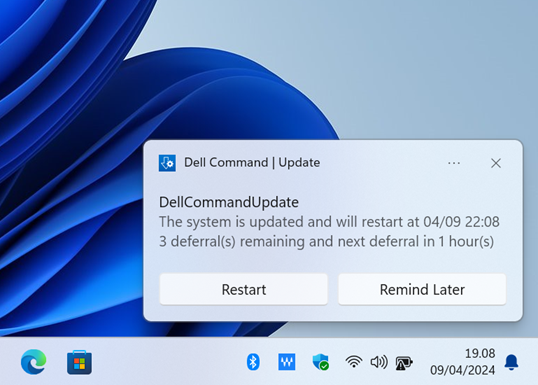 Dell Command | Update
DellCommandUpdate
The system is updated and will restart at 04/09 22:08
3 deferral(s) remaining and next deferral in 1 hour(s)
Restart
Remind Later
19.08
09/04/2024